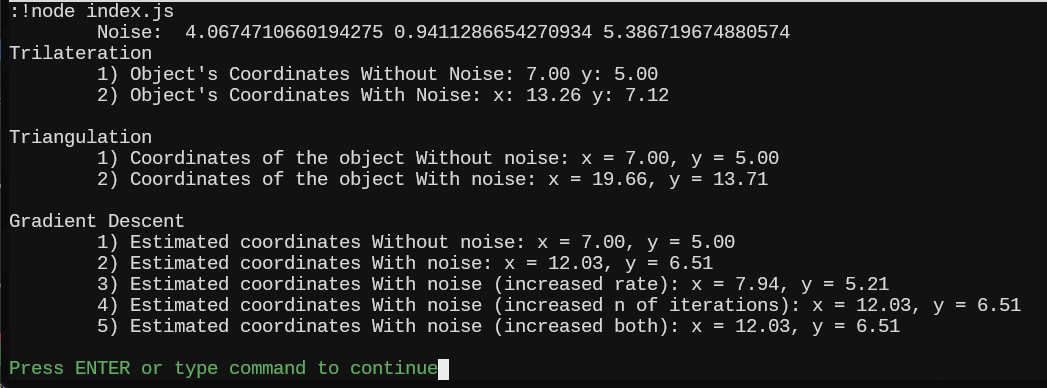 :!node index.js
Noise:  4.0674710660194275 0.9411286654270934 5.386719674880574
Trilateration
1) Object's Coordinates Without Noise: 7.00 y: 5.00
2) Object's Coordinates With Noise: x: 13.26 y: 7.12
Triangulation
1) Coordinates of the object Without noise: x = 7.00, y = 5.00
2) Coordinates of the object With noise: x = 19.66, y = 13.71
Gradient Descent
1) Estimated coordinates Without noise: x = 7.00, y = 5.00
2) Estimated coordinates With noise: x = 12.03, y = 6.51
3) Estimated coordinates With noise (increased rate): x = 7.94, y = 5.21
4) Estimated coordinates With noise (increased n of iterations): x = 12.03, y = 6.51
5) Estimated coordinates With noise (increased both): x = 12.03, y = 6.51
Press ENTER or type command to continue